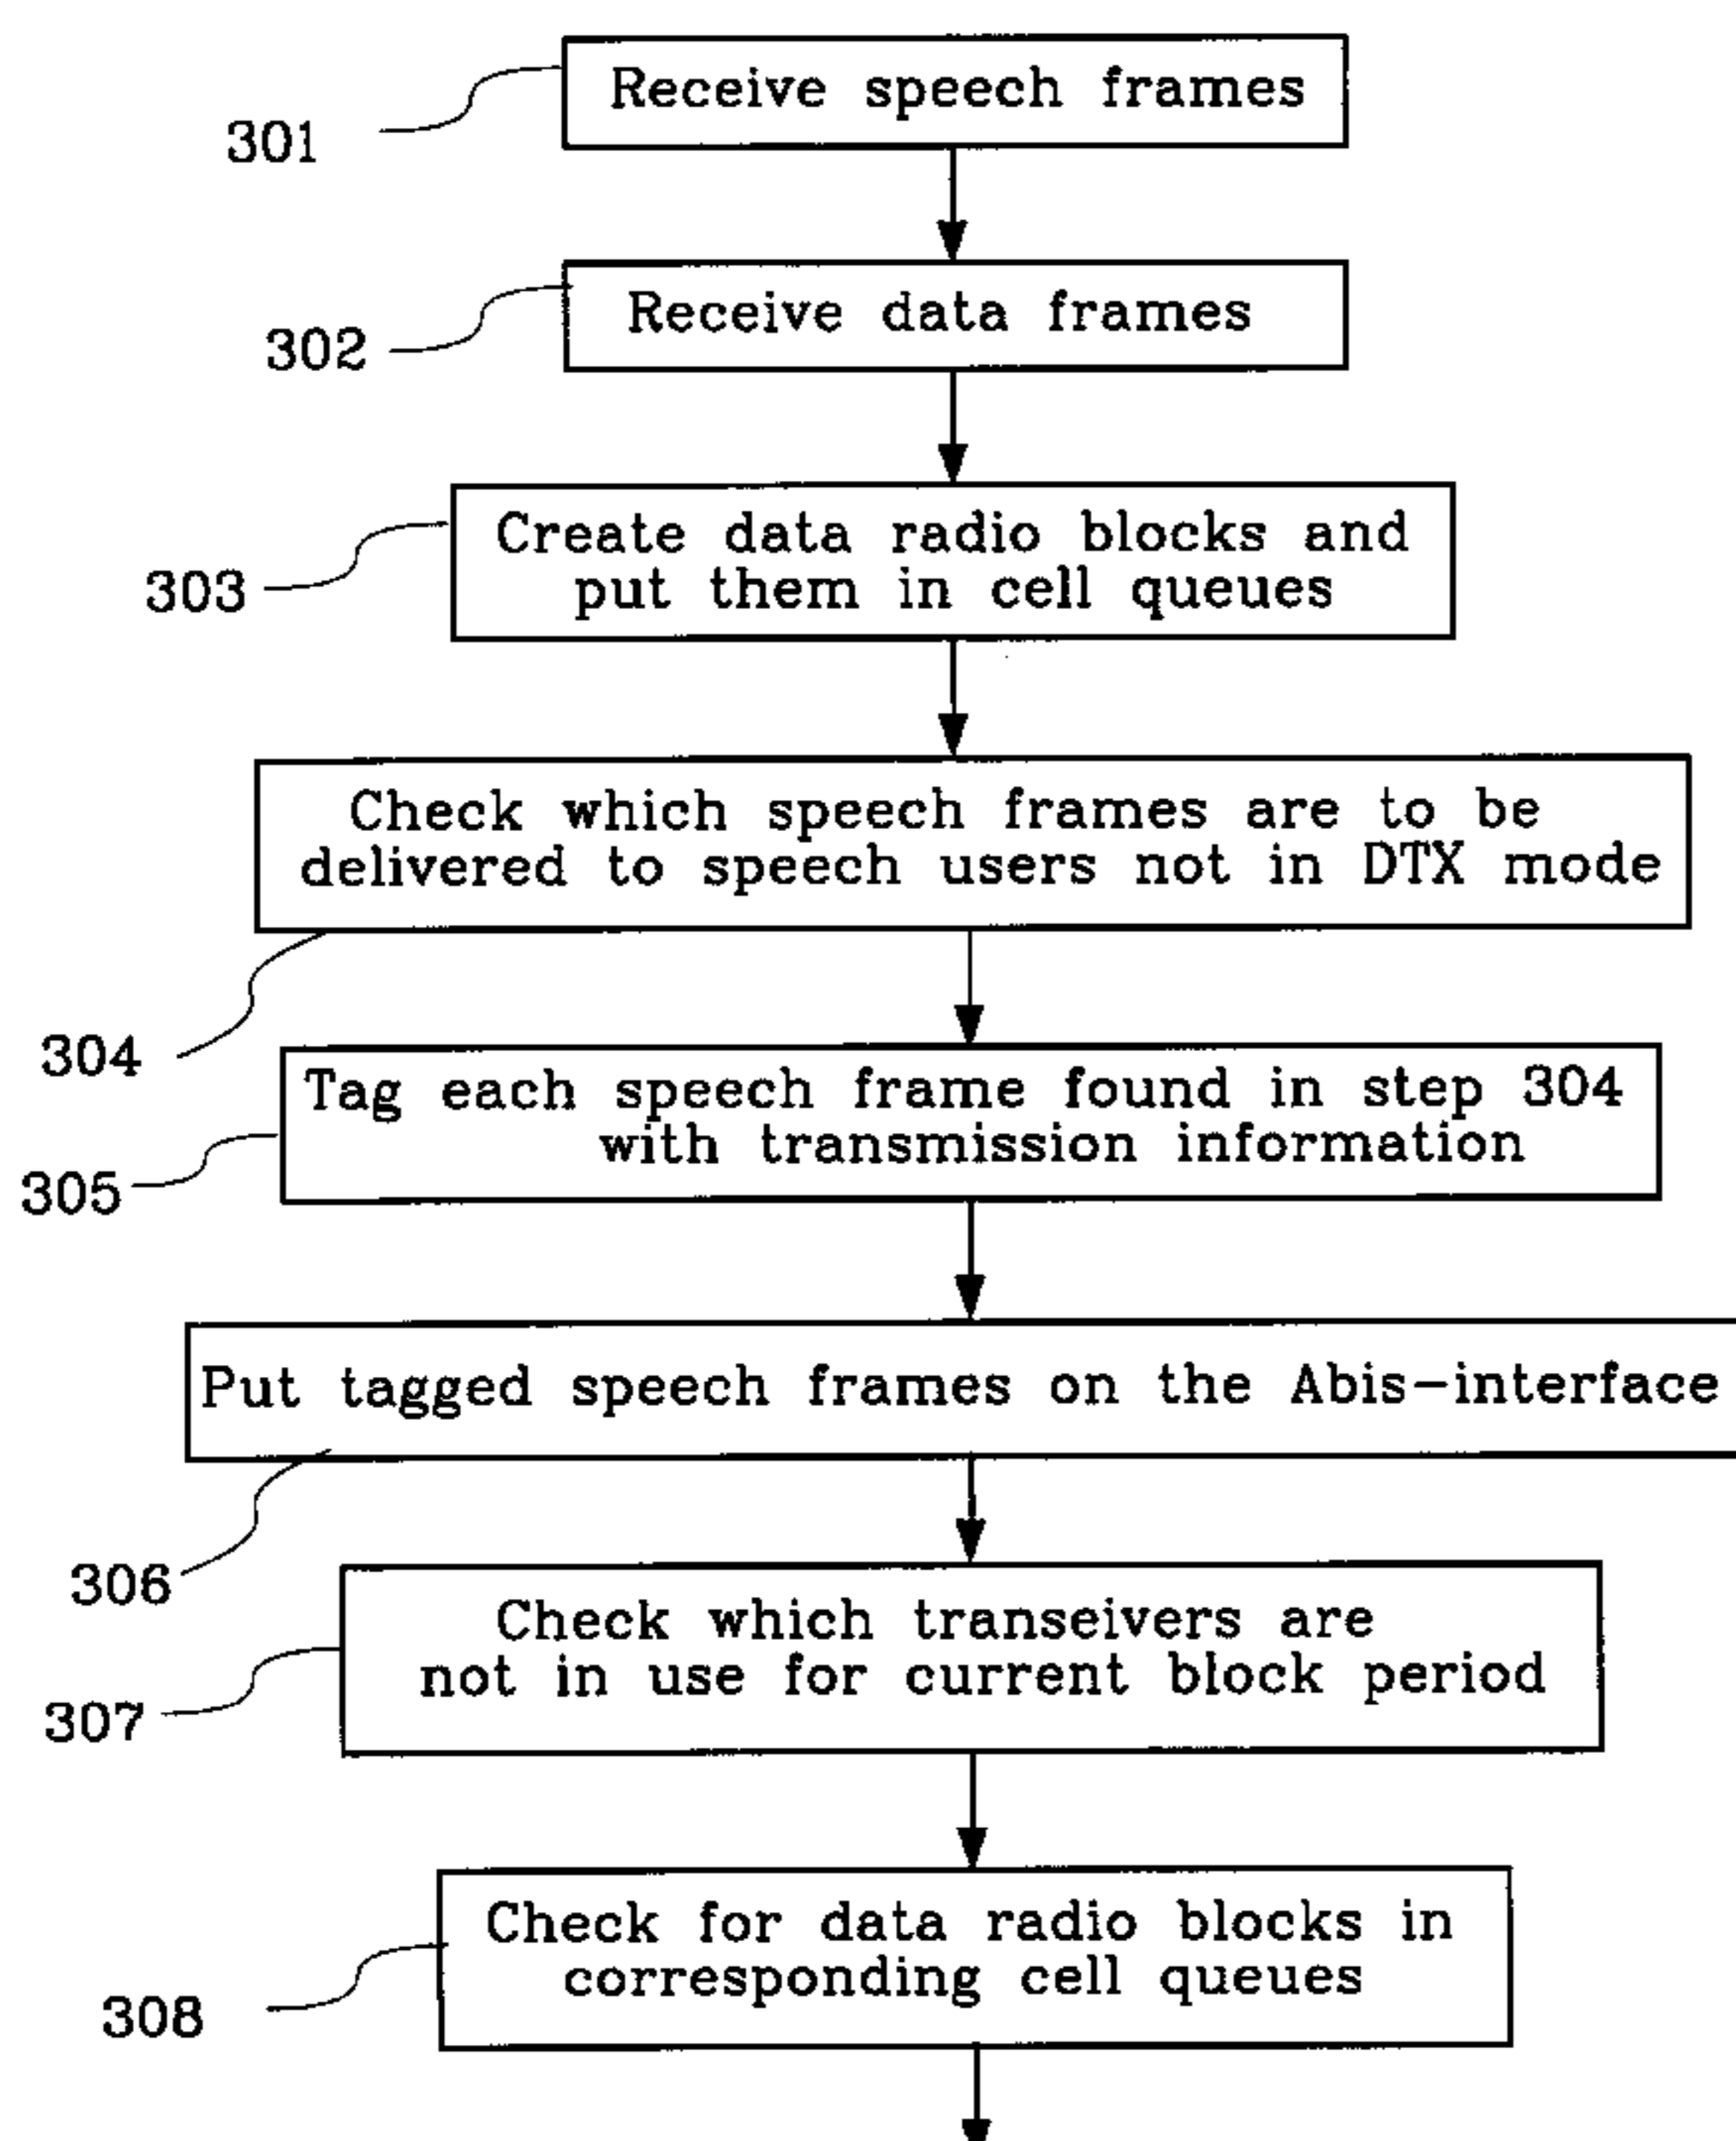 Receive speech frames
301
Receive data frames
302
Create data radio blocks and
put them in cell queues
303
Check which speech frames are to be
delivered to speech users not in DTX mode
304
Tag each speech frame found in step 304
with transmission information
305
Put tagged speech frames on the Abis-interface
306
Check which transeivers are
not in use for current block period
307
Check for data radio blocks in
corresponding cell queues
308